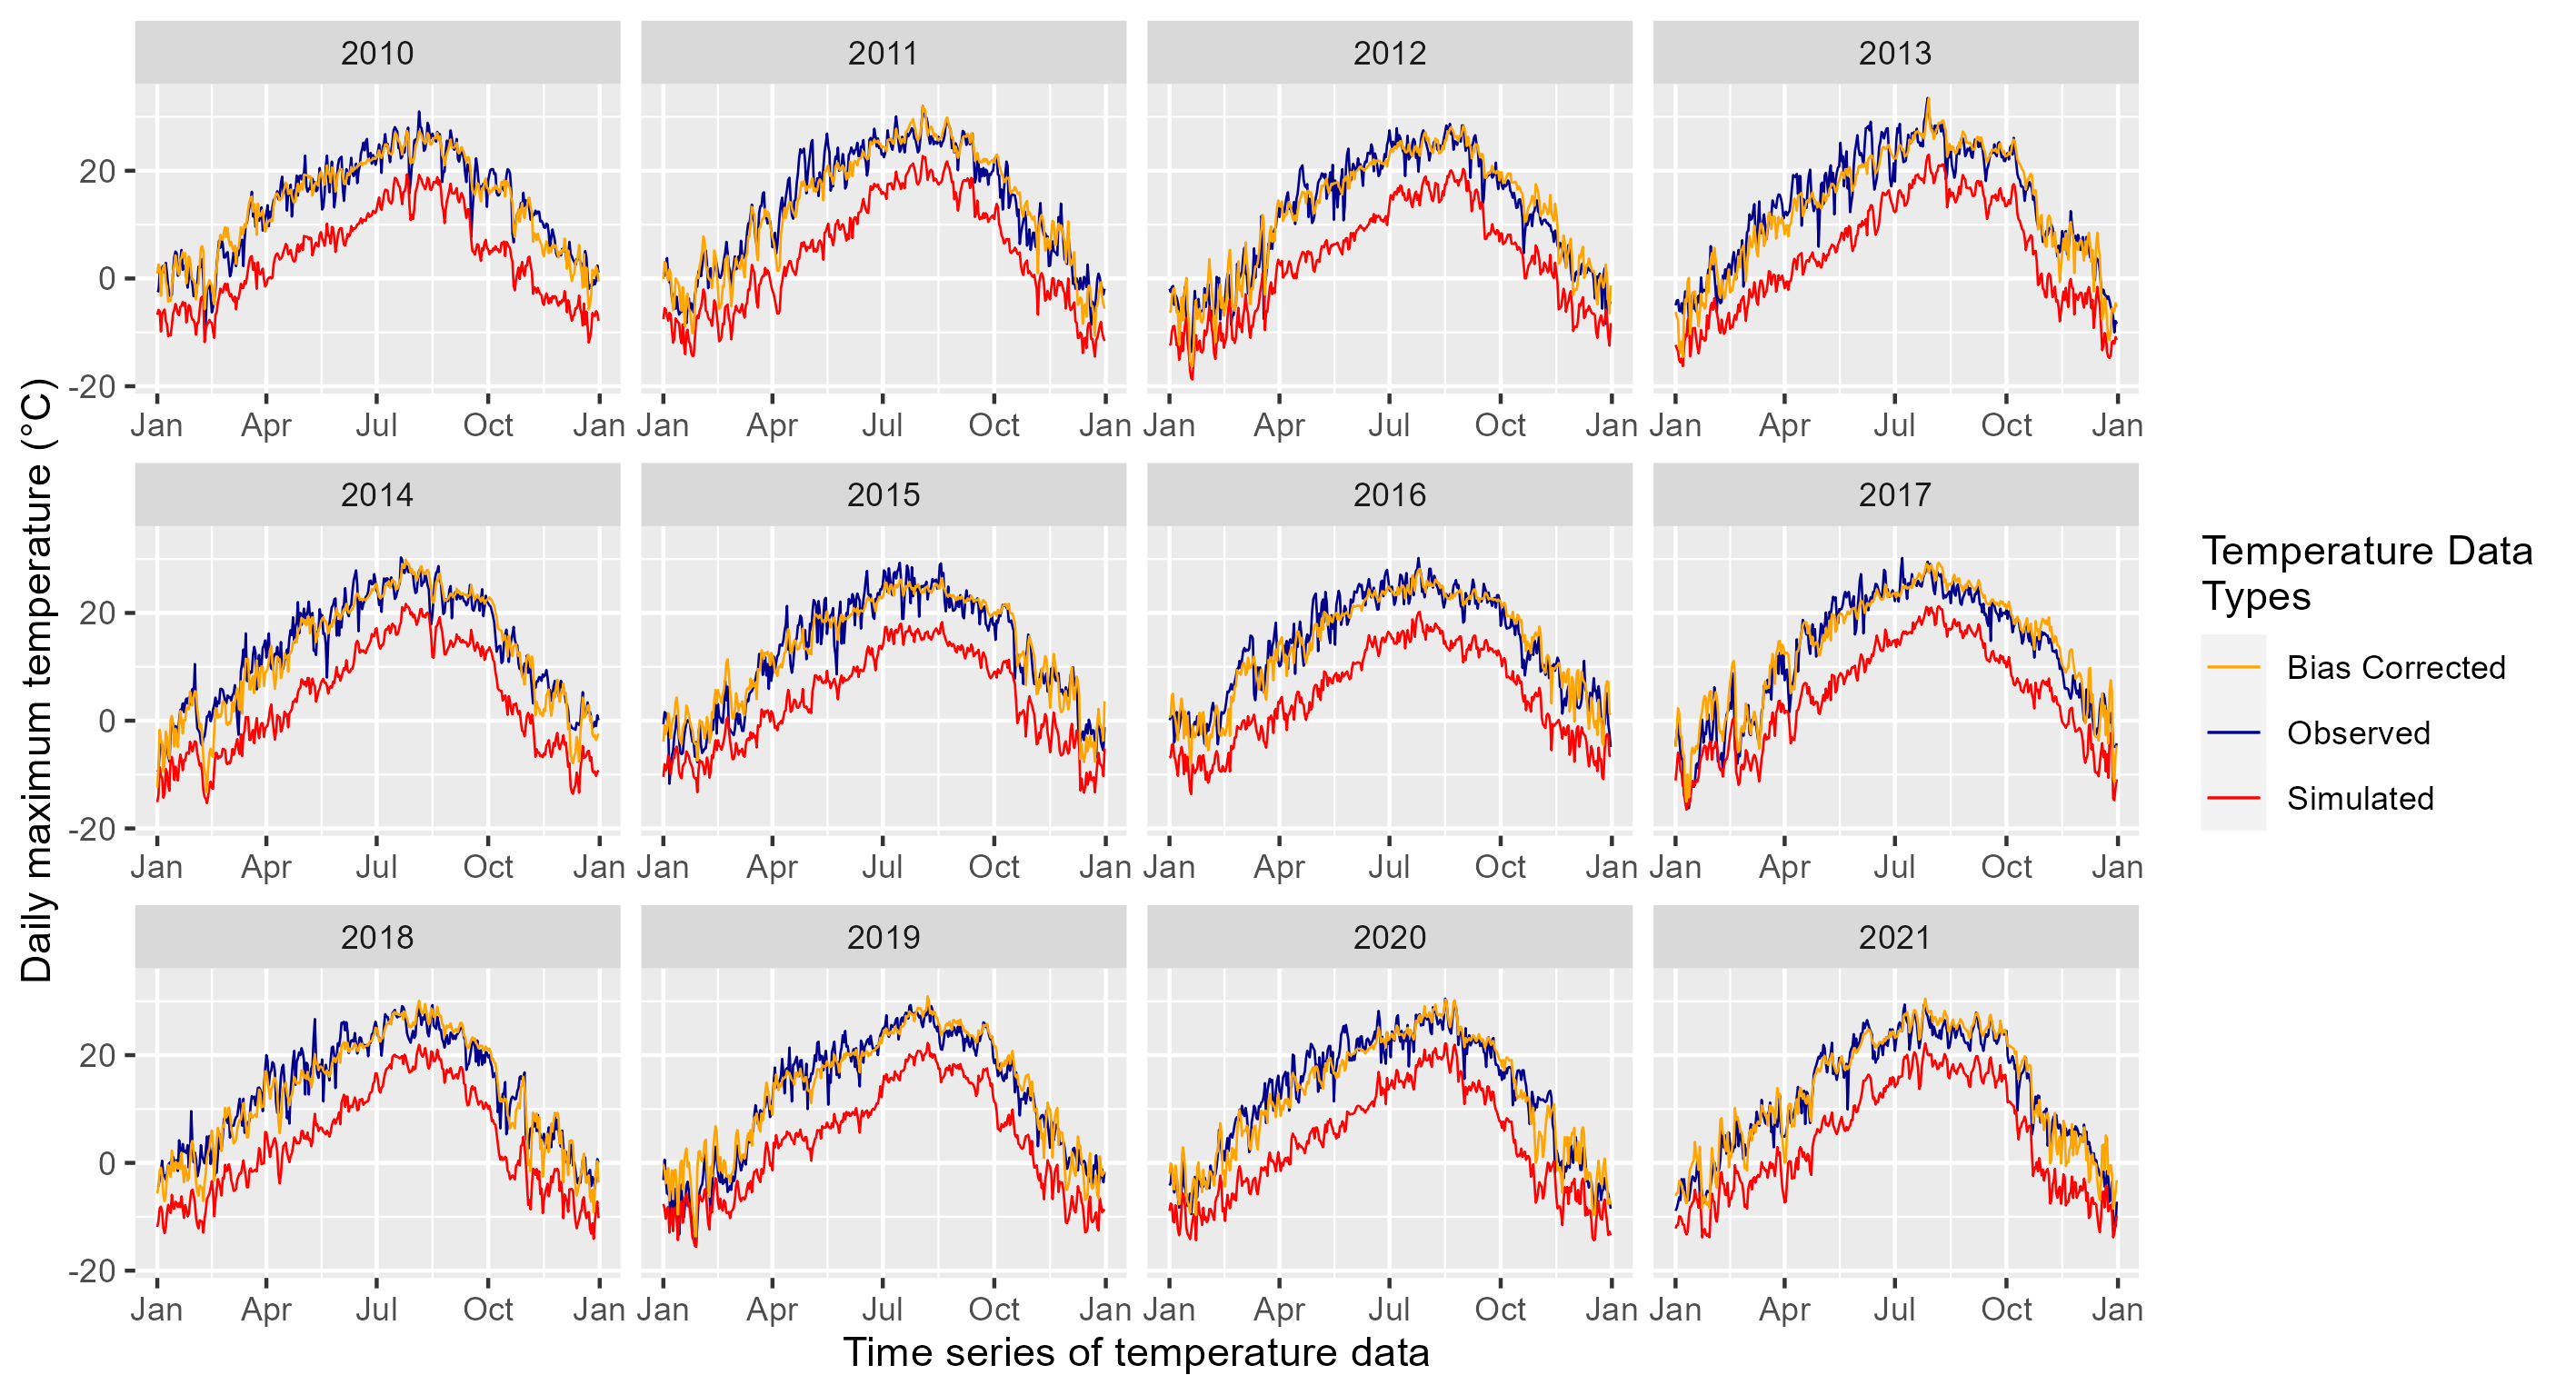 2010 2011 2012 2013
20
0
-20
Jan Apr Jul Oct Jan Jan Apr Jul Oct Jan Jan Apr Jul Oct Jan Jan Apr Jul Oct Jan
2014 2015 2016 2017
20
0
-20
Jan Apr Jul Oct Jan Jan Apr Jul Oct Jan Jan Apr Jul Oct Jan Jan Apr Jul Oct Jan
2018 2019 2020 2021
20
0
-20
Jan Apr Jul Oct Jan Jan Apr Jul Oct Jan Jan Apr Jul Oct Jan Jan Apr Jul Oct Jan
Daily maximum temperature (°C)
Time series of temperature data
Temperature Data
Types
Bias Corrected
Observed
Simulated